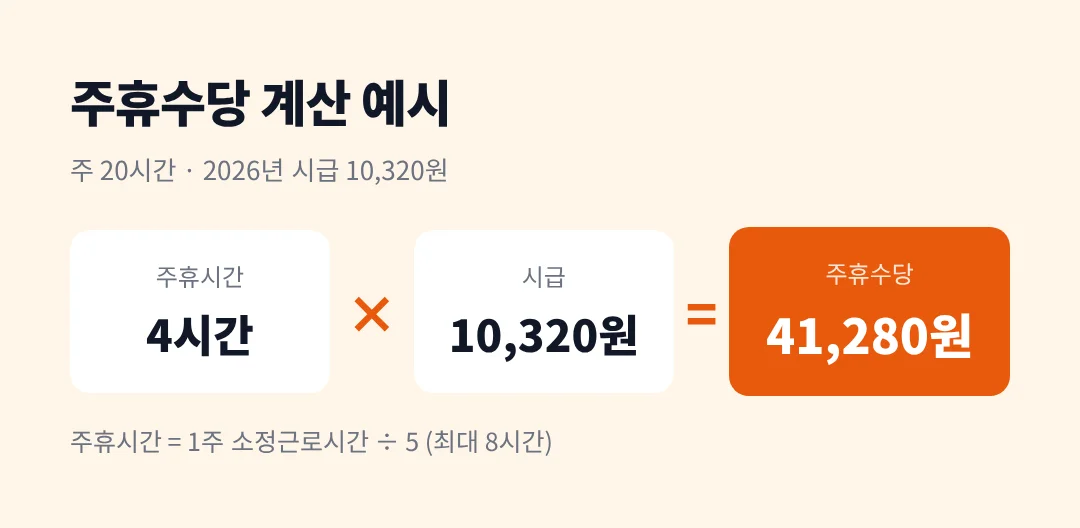 주휴수당 계산 예시
주 20시간 · 2026년 시급 10,320원
주휴시간
4시간
×
시급
10,320원
=
주휴수당
41,280원
주휴시간 = 1주 소정근로시간 ÷ 5 (최대 8시간)